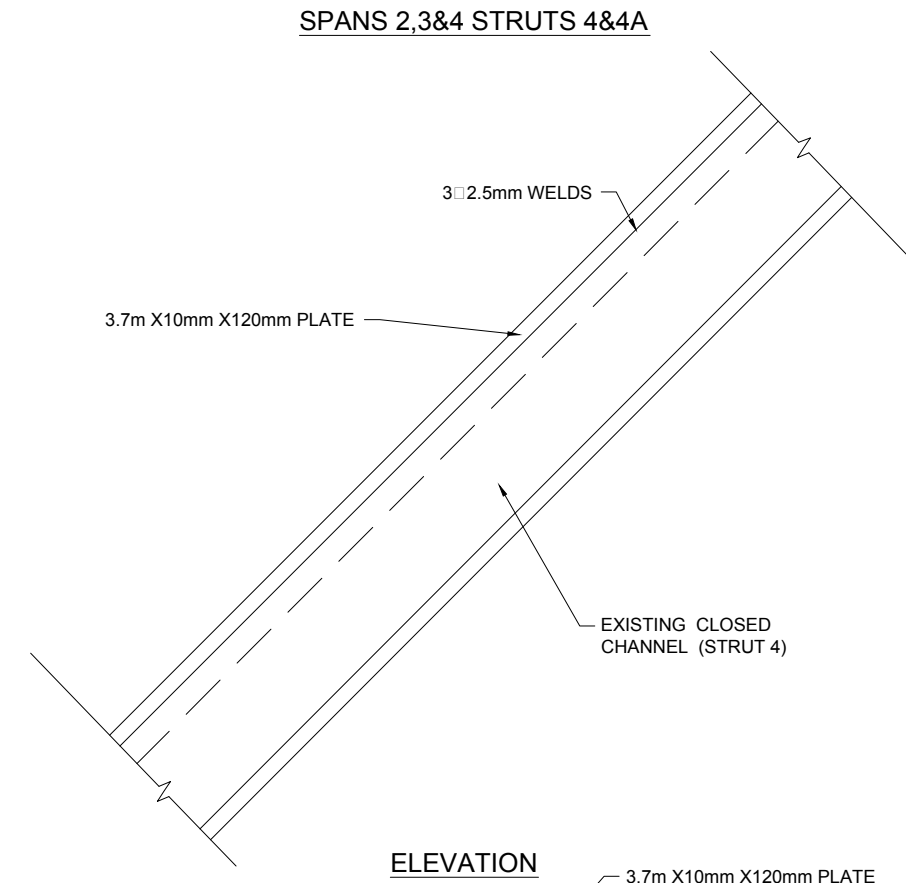 SPANS 2,3&4 STRUTS 4&4A
3□2.5mm WELDS
3.7m X10mm X120mm PLATE
EXISTING CLOSED
CHANNEL (STRUT 4)
ELEVATION
3.7m X10mm X120mm PLATE